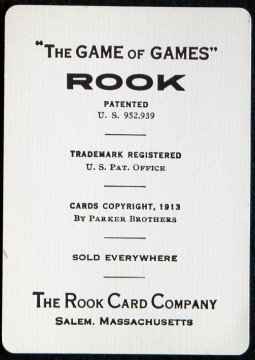 "The GAME OF GAMES"
ROOK
PATENTED
U. S. 952,939
TRADEMARK REGISTERED
U. S. PAT. OFFICE
CARDS COPYRIGHT, 1913
BY PARKER BROTHERS
SOLD EVERYWHERE
THE ROOK CARD COMPANY
SALEM, MASSACHUSETTS